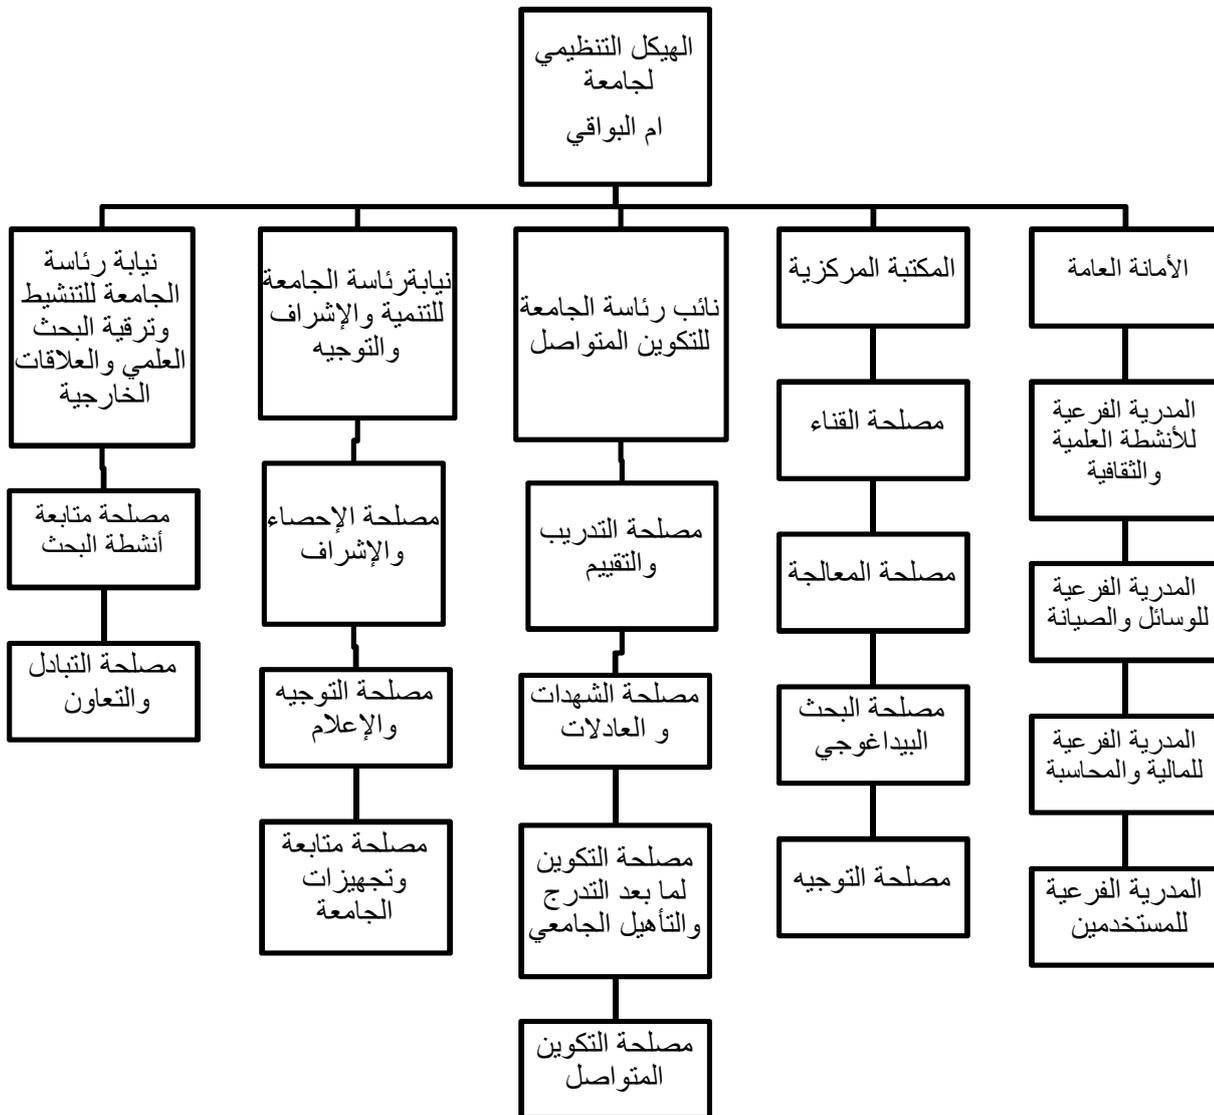 الهيكل التنظيمي
لجامعة
ام البواقي
الأمانة العامة
المدرية الفرعية
للأنشطة العلمية
والثقافية
المدرية الفرعية
للوسائل والصيانة
المدرية الفرعية
للمالية والمحاسبة
المدرية الفرعية
للمستخدمين
المكتبة المركزية
مصلحة القناء
مصلحة المعالجة
مصلحة البحث
البيداغوجي
مصلحة التوجيه
نائب رئاسة الجامعة
للتكوين المتواصل
مصلحة التدريب
والتقييم
مصلحة الشهدات
و العادلات
مصلحة التكوين
لما بعد التدرج
والتأهيل الجامعي
مصلحة التكوين
المتواصل
نيابةرئاسة الجامعة
للتنمية والإشراف
والتوجيه
مصلحة الإحصاء
والإشراف
مصلحة التوجيه
والإعلام
مصلحة متابعة
وتجهيزات
الجامعة
نيابة رئاسة
الجامعة للتنشيط
وترقية البحث
العلمي والعلاقات
الخارجية
مصلحة متابعة
أنشطة البحث
مصلحة التبادل
والتعاون